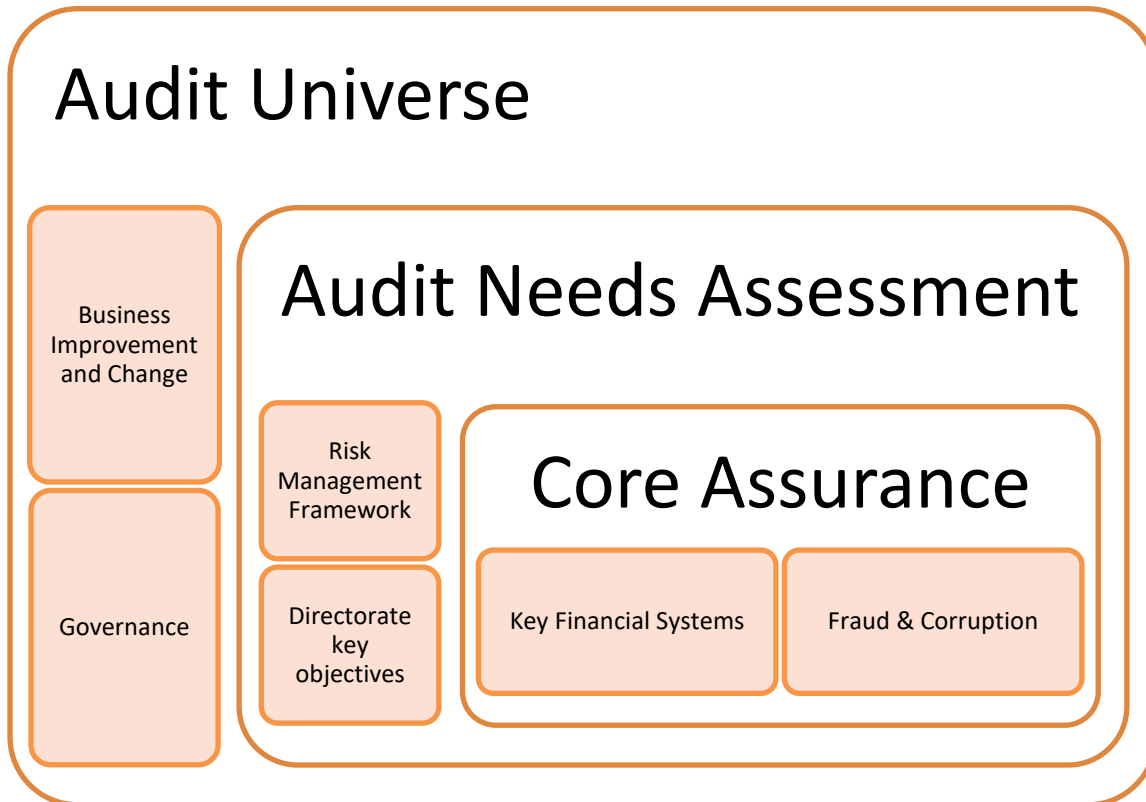 Audit Universe
Business
Improvement
and Change
Governance
Audit Needs Assessment
Risk
Management
Framework
Directorate
key
objectives
Core Assurance
Key Financial Systems
Fraud & Corruption